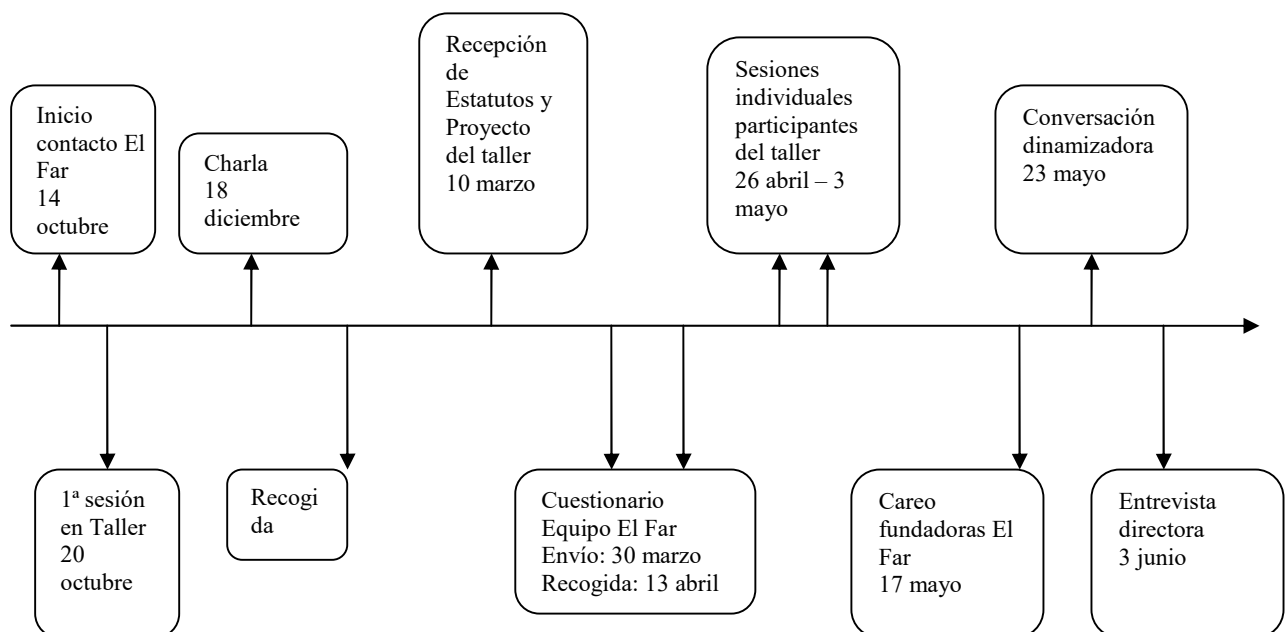 Inicio
contacto El
Far
14
octubre
Charla
18
diciembre
Recepción
de
Estatutos y
Proyecto
del taller
10 marzo
Sesiones
individuales
participantes
del taller
26 abril – 3
mayo
Conversación
dinamizadora
23 mayo
1ª sesión
en Taller
20
octubre
Recogi
da
Cuestionario
Equipo El Far
Envío: 30 marzo
Recogida: 13 abril
Careo
fundadoras El
Far
17 mayo
Entrevista
directora
3 junio